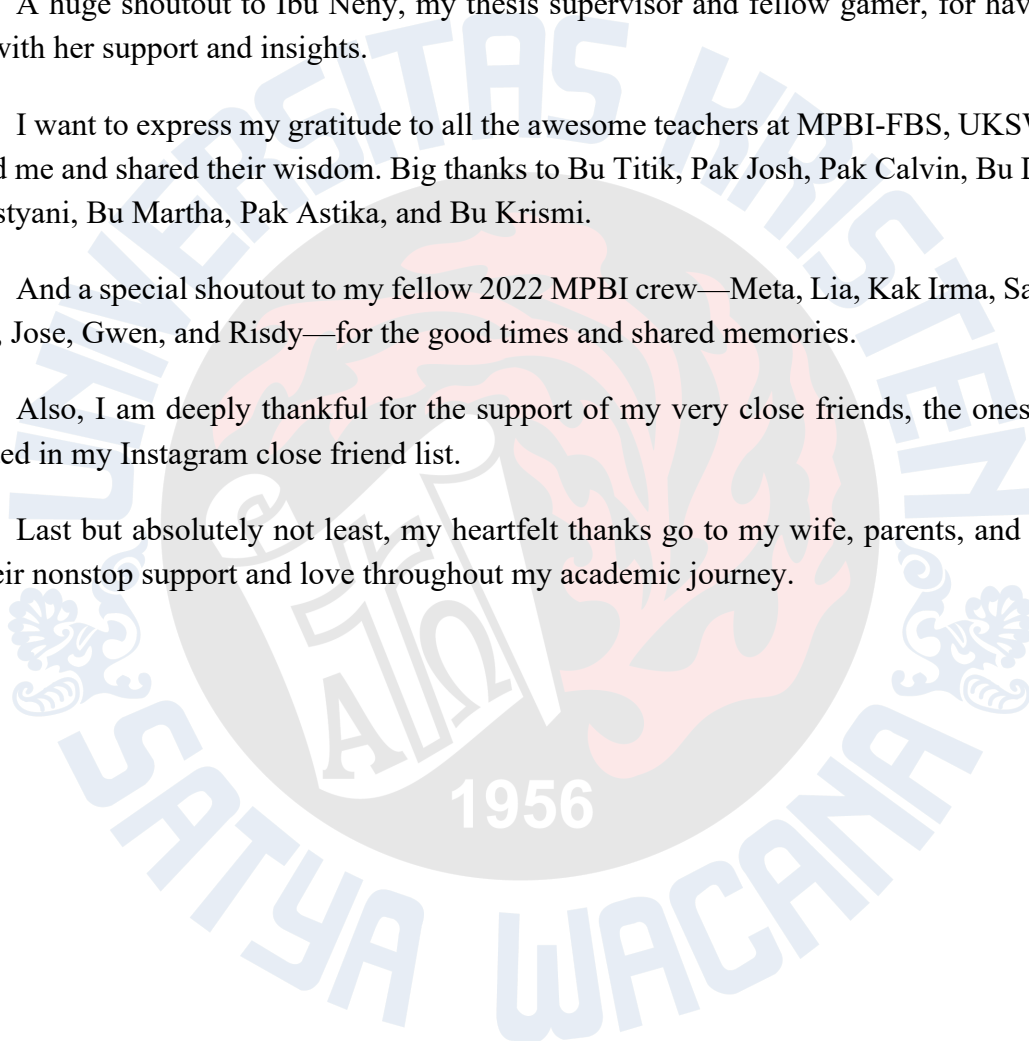 A huge shoutout to Ibu Neny, my thesis supervisor and fellow gamer, for
with her support and insights.
I want to express my gratitude to all the awesome teachers at MPBI-FBS,
me and shared their wisdom. Big thanks to Bu Titik, Pak Josh, Pak Calvin, Bu
Bu Martha, Pak Astika, and Bu Krismi.
And a special shoutout to my fellow 2022 MPBI crew—Meta, Lia, Kak Irma,
Jose, Gwen, and Risdy—for the good times and shared memories.
Also, I am deeply thankful for the support of my very close friends, the ones
in my Instagram close friend list.
Last but absolutely not least, my heartfelt thanks go to my wife, parents, and
nonstop support and love throughout my academic journey.
UNIVERSITAS KRISTEN
ΑΩ
1956
SATYA WACANA